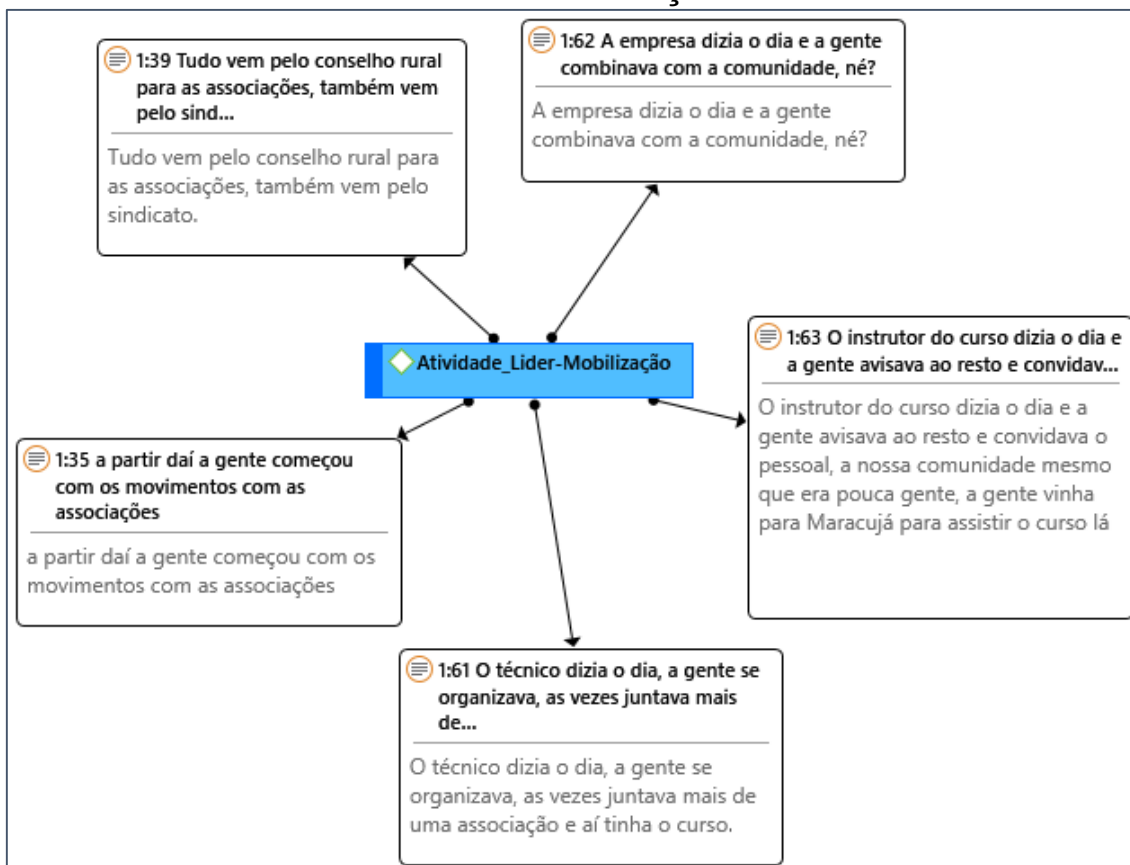 1:39 Tudo vem pelo conselho rural
para as associações, também vem
pelo sind...
Tudo vem pelo conselho rural para
as associações, também vem pelo
sindicato.
1:62 A empresa dizia o dia e a gente
combinava com a comunidade, né?
A empresa dizia o dia e a gente
combinava com a comunidade, né?
Atividade_Lider-Mobilização
1:63 O instrutor do curso dizia o dia e
a gente avisava ao resto e convidav...
O instrutor do curso dizia o dia e a
gente avisava ao resto e convidava o
pessoal, a nossa comunidade mesmo
que era pouca gente, a gente vinha
para Maracujá para assistir o curso lá
1:35 a partir daí a gente começou
com os movimentos com as
associações
a partir daí a gente começou com os
movimentos com as associações
1:61 O técnico dizia o dia, a gente se
organizava, as vezes juntava mais
de...
O técnico dizia o dia, a gente se
organizava, as vezes juntava mais de
uma associação e aí tinha o curso.